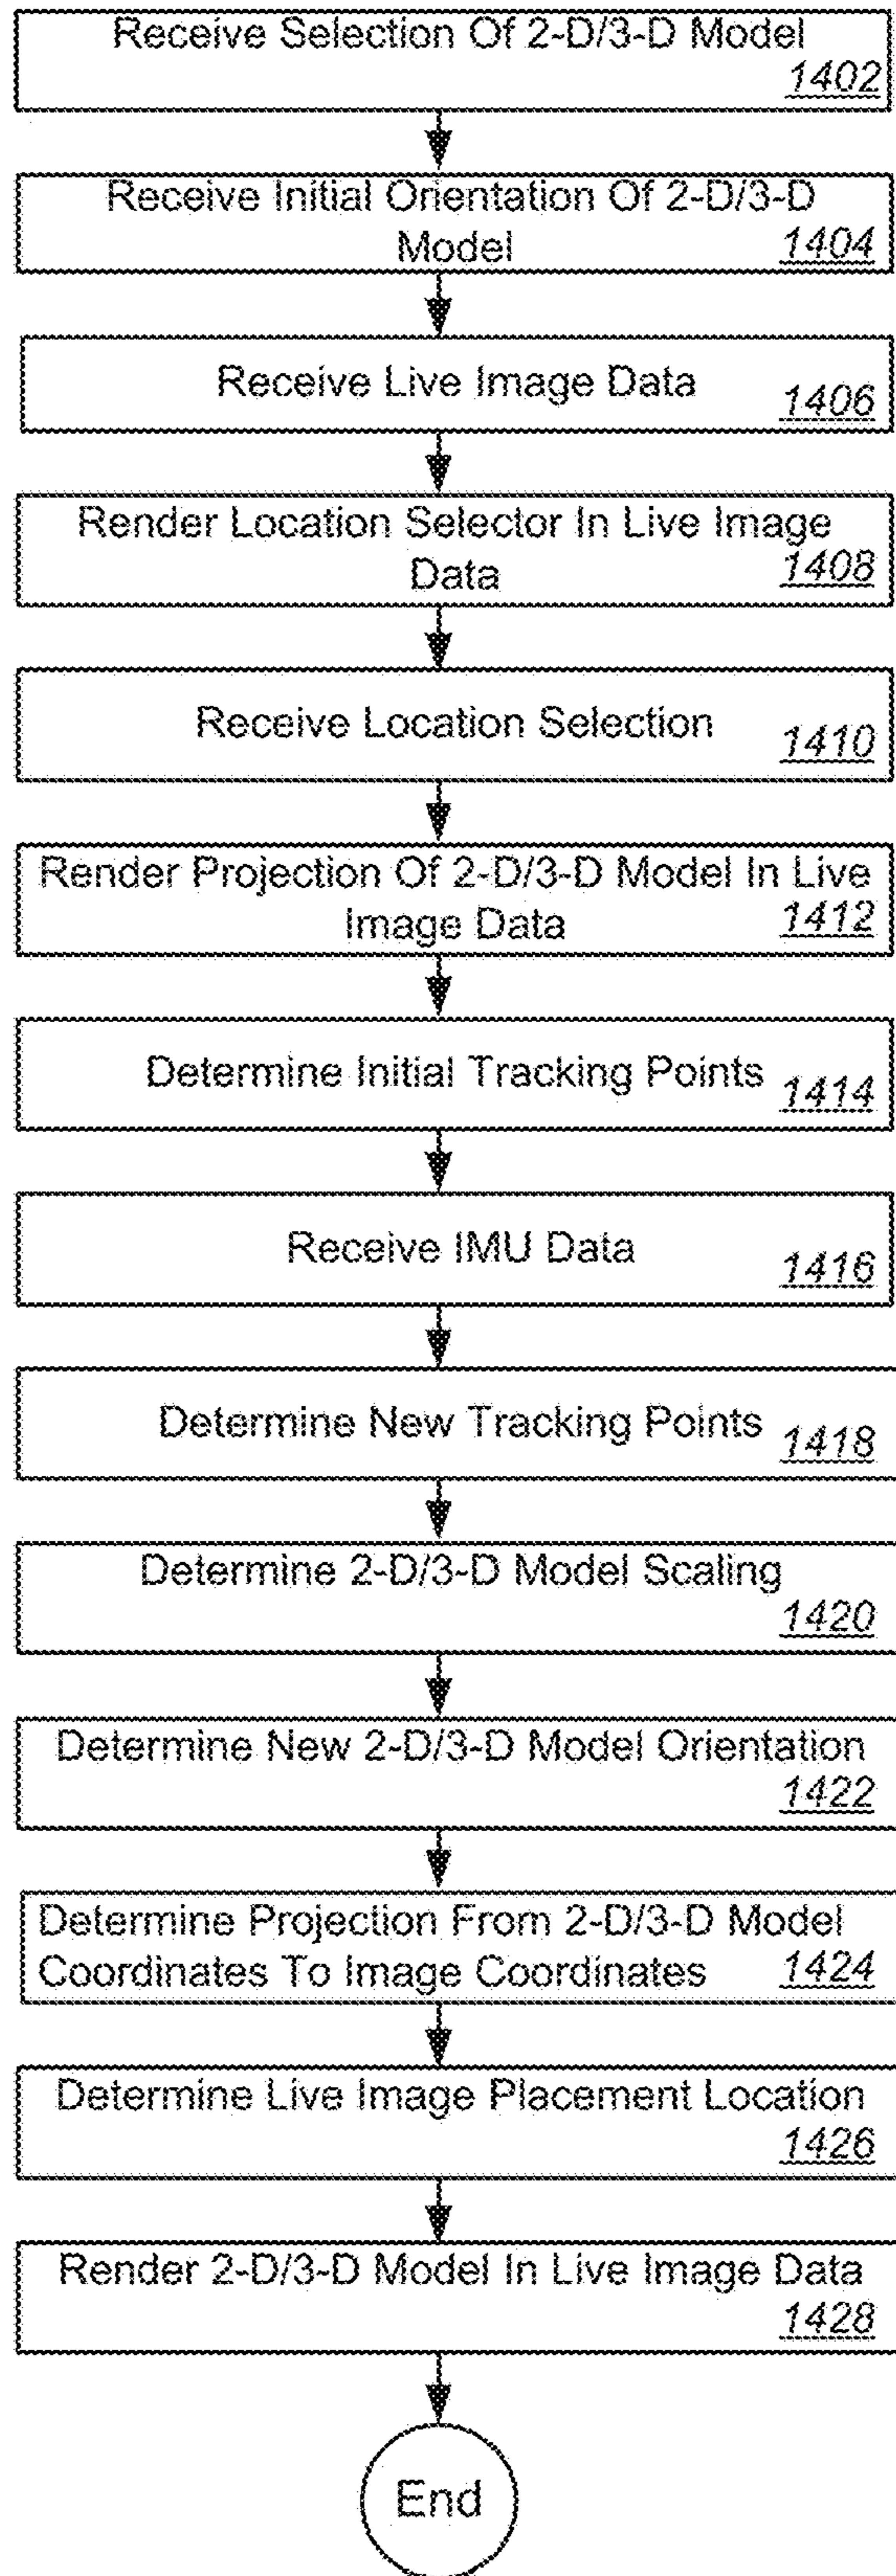 Receive Selection Of 2-D/3-D Model
1402
Receive Initial Orientation Of 2-D/3-D
Model 1404
Receive Live Image Data
1406
Render Location Selector In Live Image
Data 1408
Receive Location Selection
1410
Render Projection Of 2-D/3-D Model In Live
Image Data 1412
Determine Initial Tracking Points 1414
Receive IMU Data
1416
Determine New Tracking Points 1418
Determine 2-D/3-D Model Scaling
1420
Determine New 2-D/3-D Model Orientation
1422
Determine Projection From 2-D/3-D Model
Coordinates To Image Coordinates 1424
Determine Live Image Placement Location
1426
Render 2-D/3-D Model In Live Image Data
1428
End